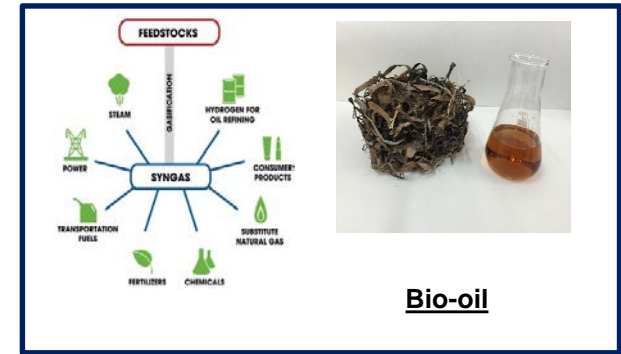 FEEDSTOCKS
GASIFICATION
STEAM
HYDROGEN FOR
OIL REFINING
POWER
SYNGAS
CONSUMER
PRODUCTS
TRANSPORTATION
FUELS
SUBSTITUTE
NATURAL GAS
FERTILIZERS
CHEMICALS
Bio-oil